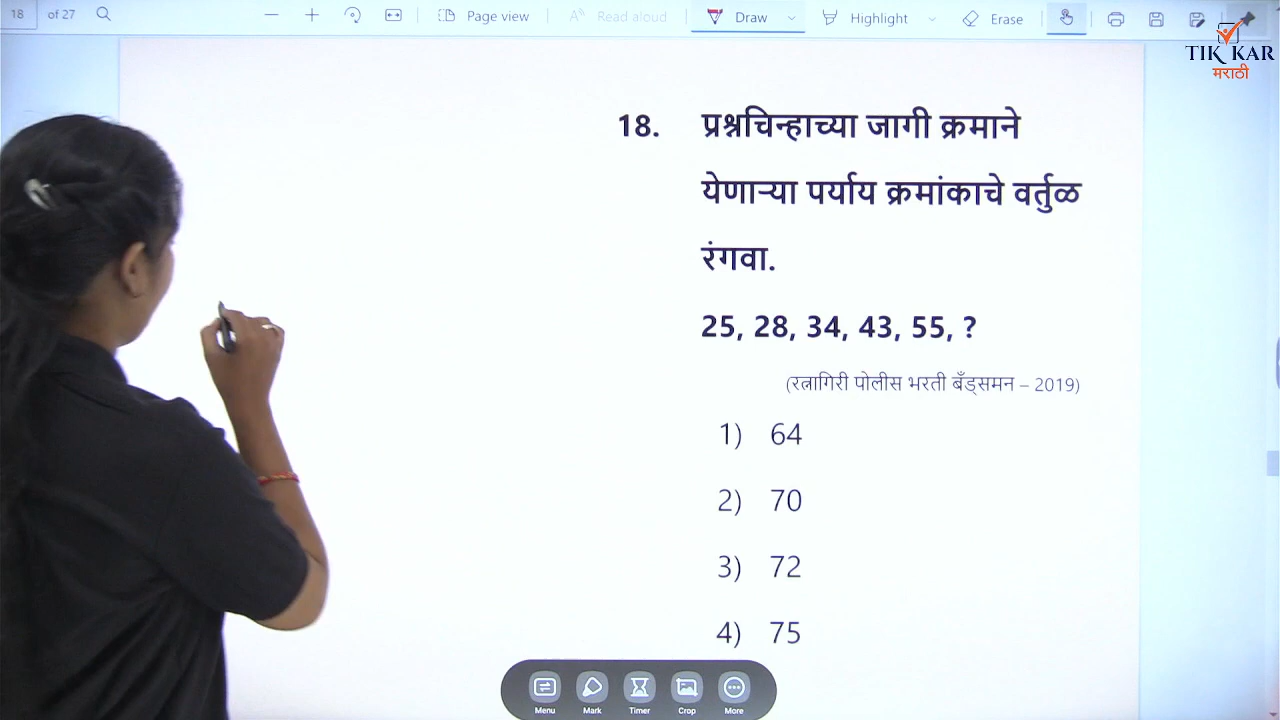 18 of 27 Page view Read aloud Draw Highlight Erase
TIK KAR
मराठी
18. प्रश्नचिन्हाच्या जागी क्रमाने
येणाऱ्या पर्याय क्रमांकाचे वर्तुळ
रंगवा.
25, 28, 34, 43, 55, ?
(रत्नागिरी पोलीस भरती बँड्समन – 2019)
1) 64
2) 70
3) 72
4) 75
Menu Mark Timer Crop More